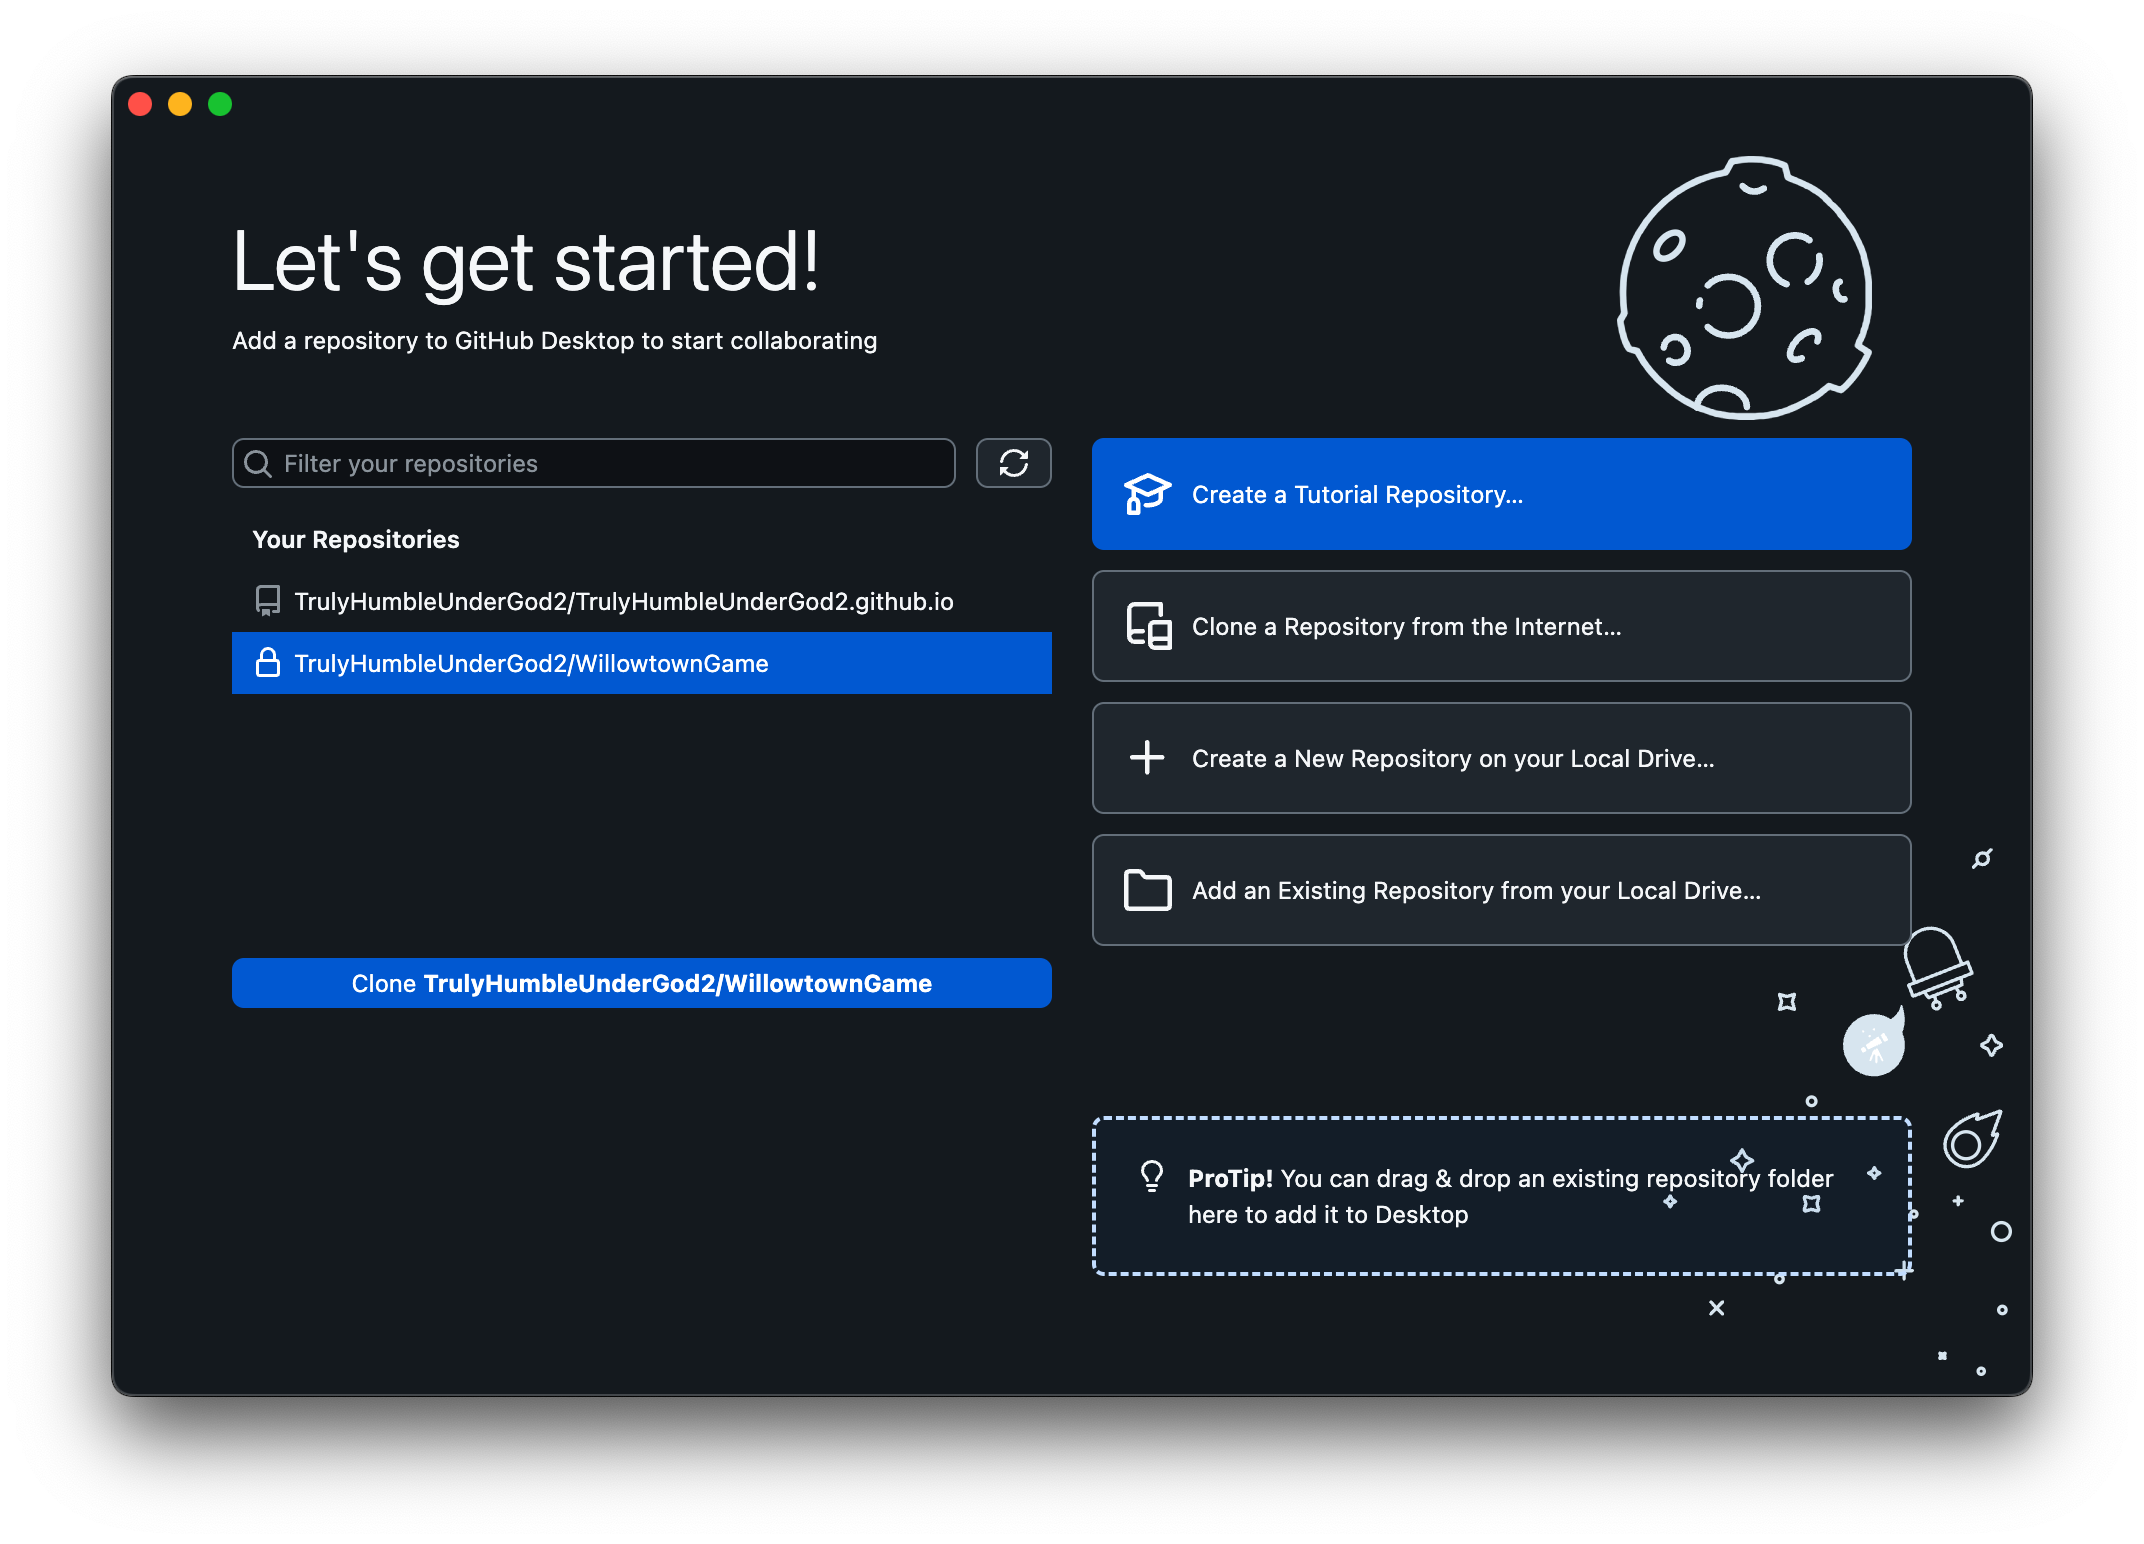 Let's get started!
Add a repository to GitHub Desktop to start collaborating
Filter your repositories
Your Repositories
TrulyHumbleUnderGod2/TrulyHumbleUnderGod2.github.io
TrulyHumbleUnderGod2/WillowtownGame
Clone TrulyHumbleUnderGod2/WillowtownGame
Create a Tutorial Repository...
Clone a Repository from the Internet...
Create a New Repository on your Local Drive...
Add an Existing Repository from your Local Drive...
ProTip! You can drag & drop an existing repository folder
here to add it to Desktop